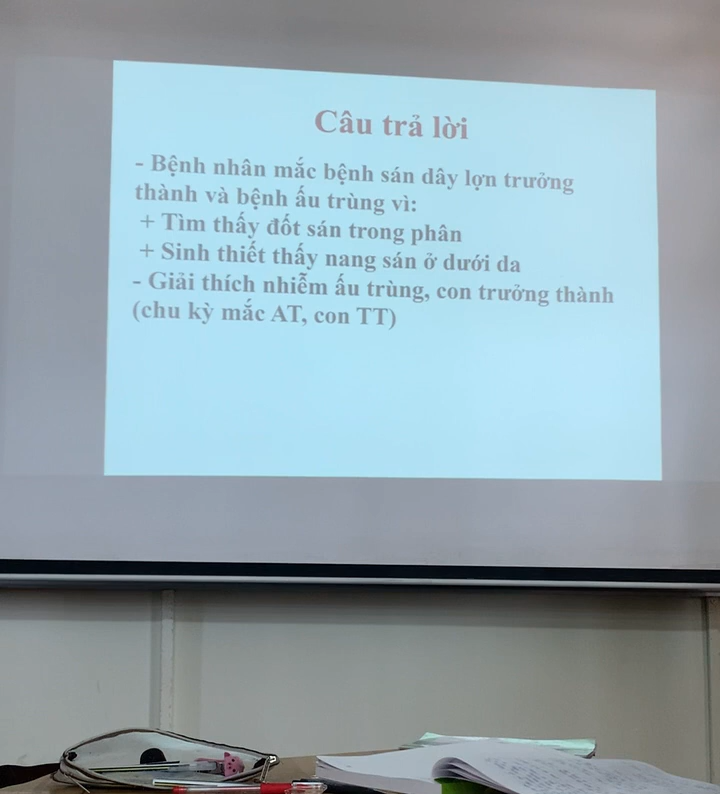 Câu trả lời
- Bệnh nhân mắc bệnh sán dây lợn trưởng
thành và bệnh ấu trùng vì:
+ Tìm thấy đốt sán trong phân
+ Sinh thiết thấy nang sán ở dưới da
- Giải thích nhiễm ấu trùng, con trưởng thành
(chu kỳ mắc AT, con TT)